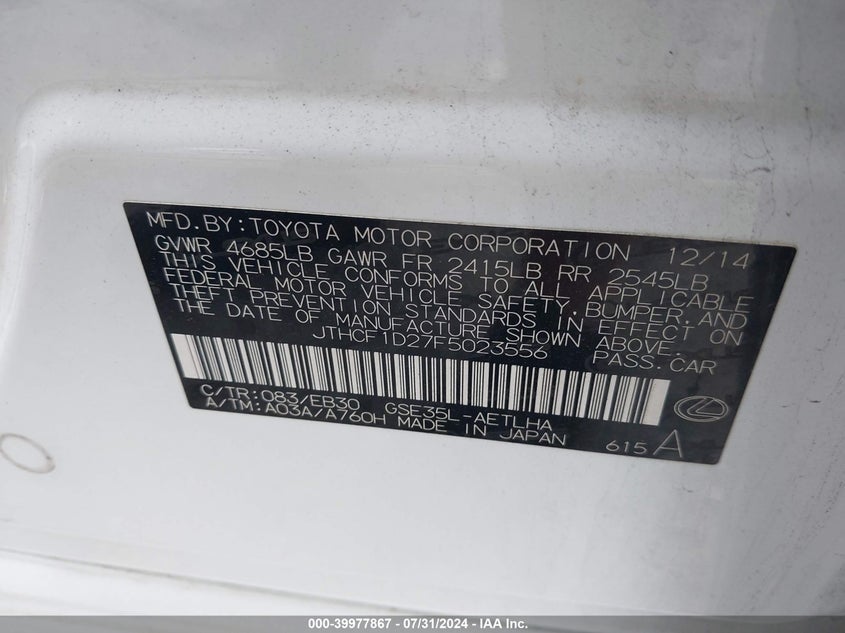 MFD.BY:TOYOTA MOTOR CORPORATION 12/14
GVWR 4685LB GAWR FR 2415LB RR 2545LB
THIS VEHICLE CONFORMS TO ALL APPLICABLE
FEDERAL MOTOR VEHICLE SAFETY,BUMPER,AND
THEFT PREVENTION STANDARDS IN EFFECT ON
THE DATE OF MANUFACTURE SHOWN ABOVE.
JTHCF1D27F5023556 PASS.CAR
C/TR:083/EB30 GSE35L-AETLHA
A/TM:A03A/A760H MADE IN JAPAN 615 A
000-39977867 - 07/31/2024 - IAA Inc.